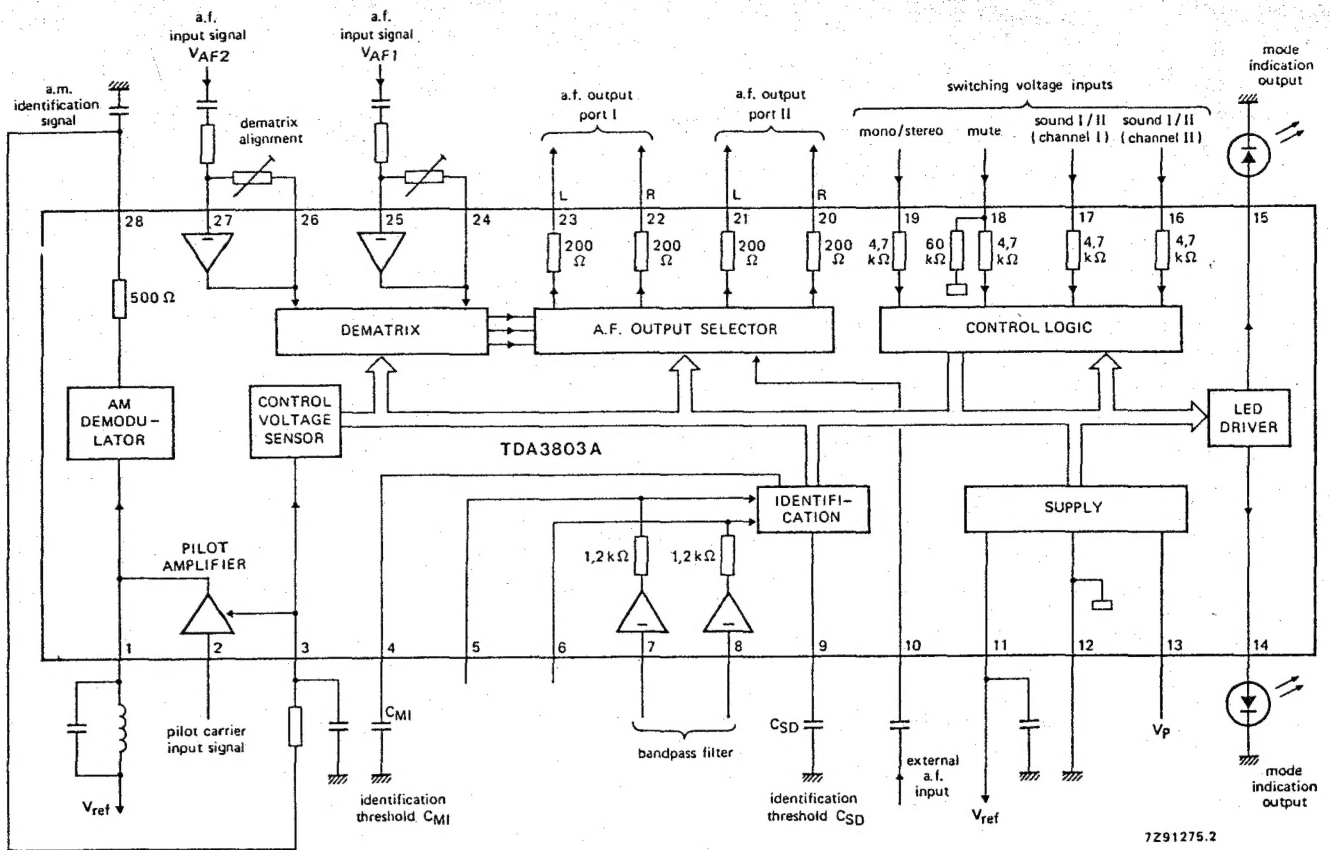 a.f.
input signal
VAF2
a.f.
input signal
VAF1
a.m.
identification
signal
dematrix
alignment
a.f. output
port I
a.f. output
port II
switching voltage inputs
mono/stereo
mute
sound I/II
(channel I)
sound I/II
(channel II)
mode
indication
output
L
R
L
R
28
27
26
25
24
23
22
21
20
19
18
17
16
15
500 Ω
200
Ω
200
Ω
200
Ω
200
Ω
4,7
kΩ
60
kΩ
4,7
kΩ
4,7
kΩ
4,7
kΩ
DEMATRIX
A.F. OUTPUT SELECTOR
CONTROL LOGIC
AM
DEMODU-
LATOR
CONTROL
VOLTAGE
SENSOR
LED
DRIVER
TDA3803A
IDENTIFI-
CATION
SUPPLY
PILOT
AMPLIFIER
1,2 kΩ
1,2 kΩ
1
2
3
4
5
6
7
8
9
10
11
12
13
14
CMI
CSD
VP
pilot carrier
input signal
bandpass filter
external
a.f.
input
Vref
identification
threshold CMI
identification
threshold CSD
Vref
mode
indication
output
7Z91275.2